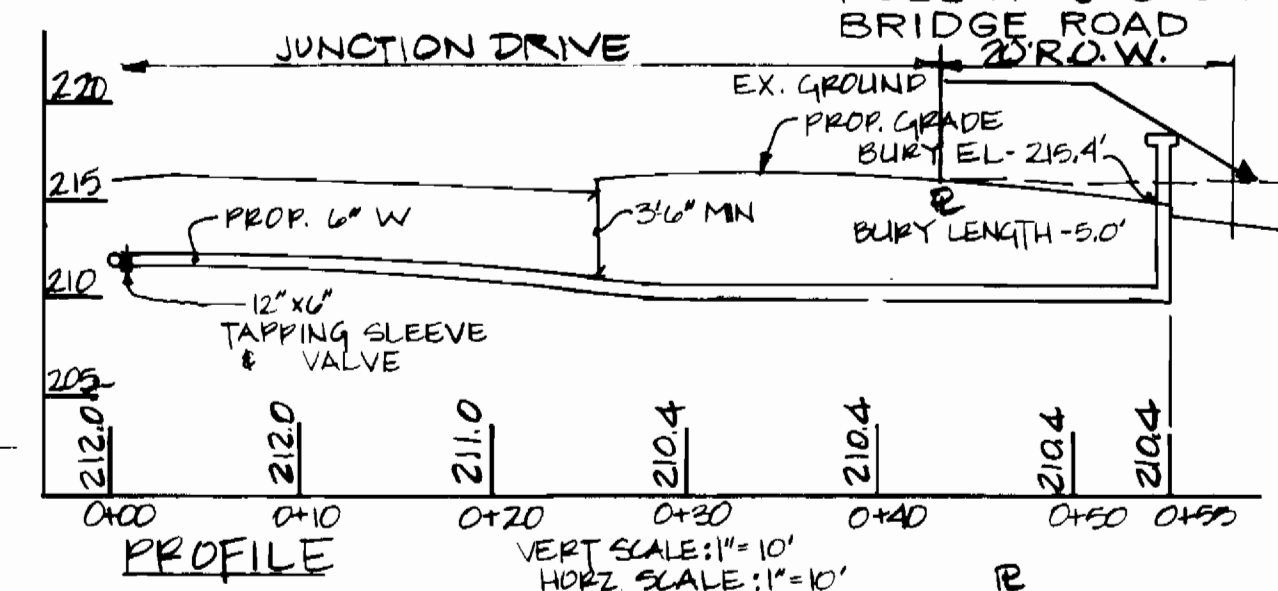 BRIDGE ROAD
JUNCTION DRIVE
20' R.O.W.
220
EX. GROUND
PROP. GRADE
BURY EL- 215.4'
215
PROP. 6" W
3'6" MIN
PL
BURY LENGTH -5.0'
210
12" x 6"
TAPPING SLEEVE
& VALVE
205
212.0
212.0
211.0
210.4
210.4
210.4
210.4
0+00
0+10
0+20
0+30
0+40
0+50
0+55
PROFILE
VERT SCALE: 1" = 10'
HORZ. SCALE: 1" = 10'
PL